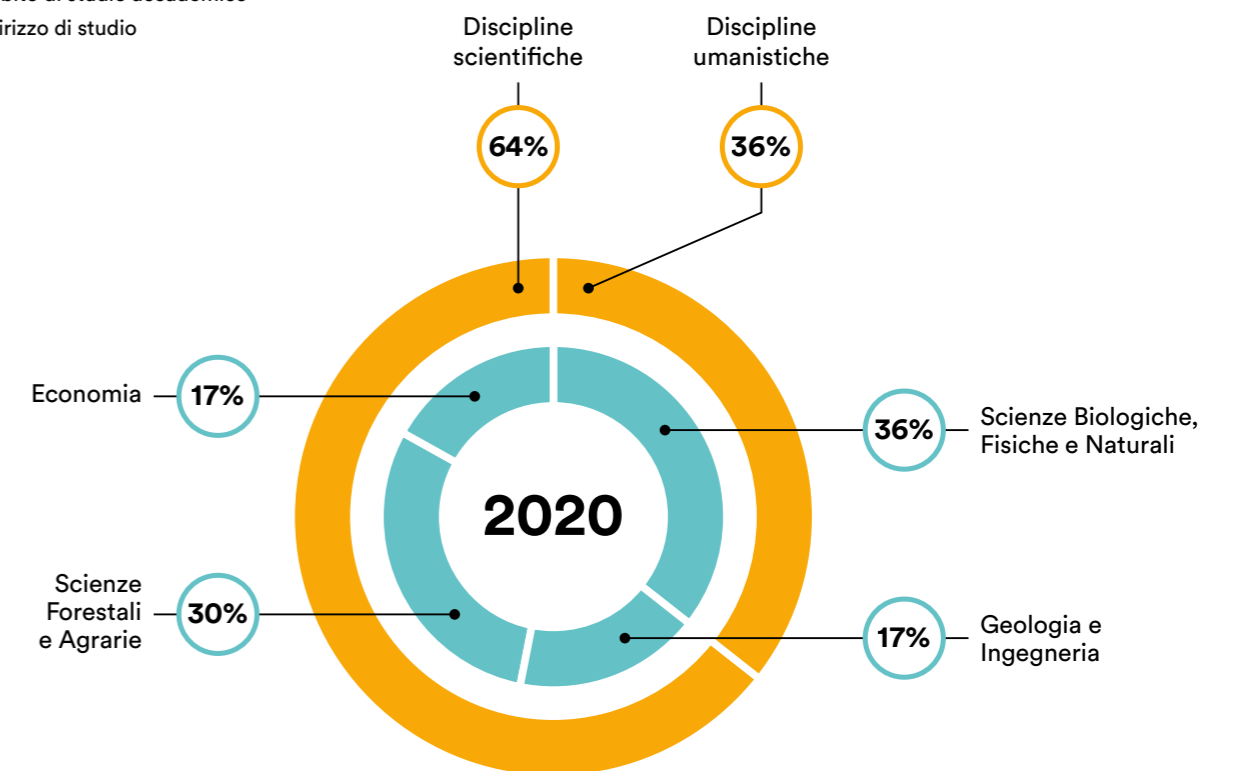 irizzo di studio
Discipline
scientifiche
64%
Discipline
umanistiche
36%
Economia
17%
36%
Scienze Biologiche,
Fisiche e Naturali
2020
Scienze
Forestali
e Agrarie
30%
17%
Geologia e
Ingegneria